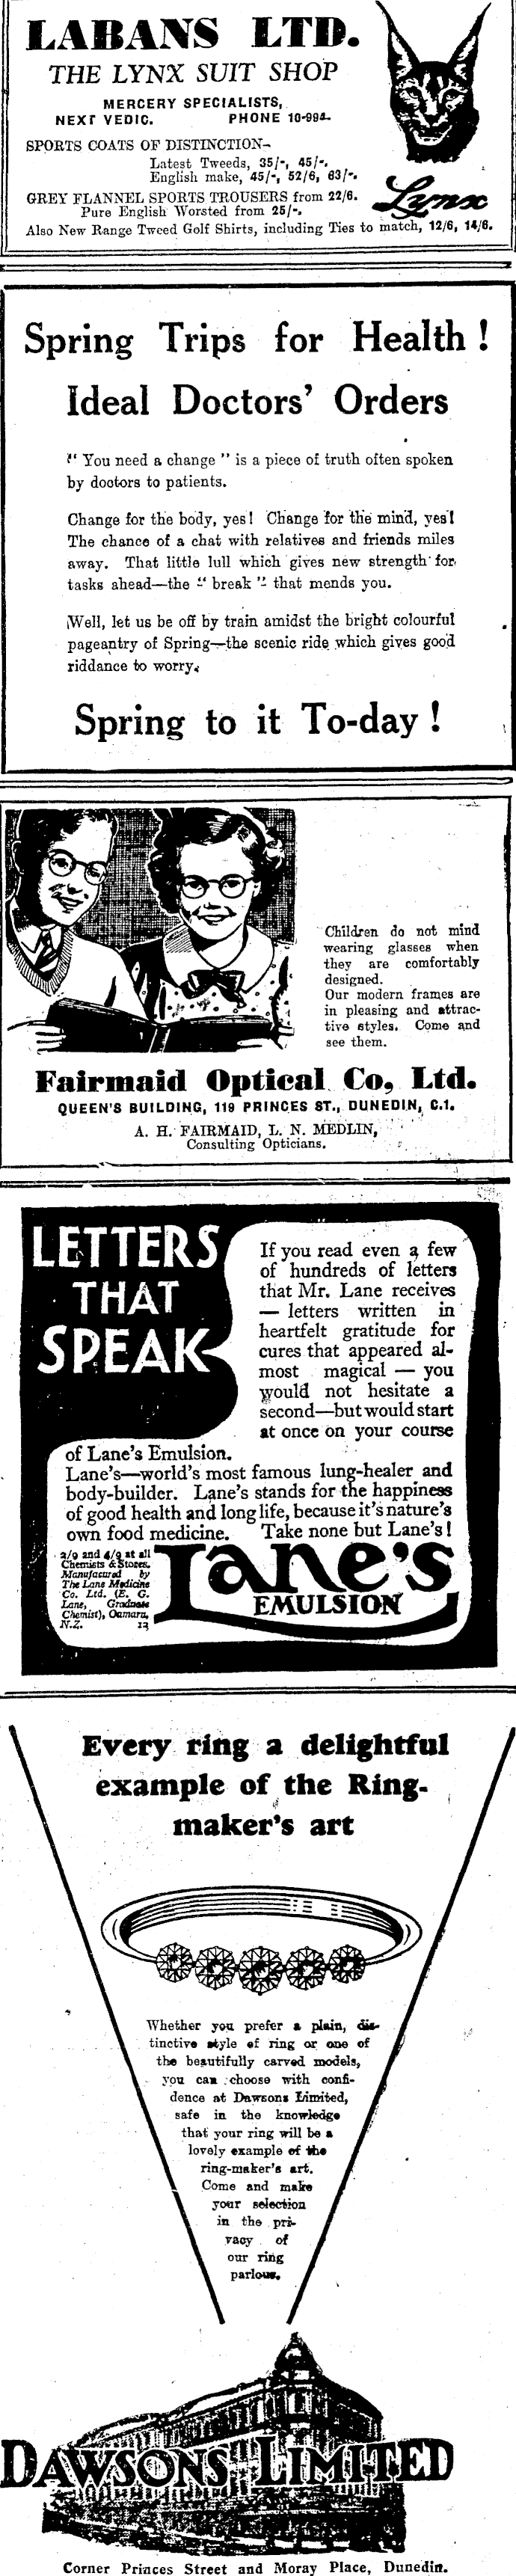 LABANS LTD.
THE LYNX SUIT SHOP
MERCERY SPECIALISTS,
NEXT VEDIC. PHONE 10-994.
SPORTS COATS OF DISTINCTION—
Latest Tweeds, 35/-, 45/-,
English make, 45/-, 52/6, 63/-.
GREY FLANNEL SPORTS TROUSERS from 22/6.
Pure English Worsted from 25/-.
Lynx
Also New Range Tweed Golf Shirts, including Ties to match, 12/6, 14/6.
Spring Trips for Health!
Ideal Doctors' Orders
"You need a change" is a piece of truth often spoken
by doctors to patients.
Change for the body, yes! Change for the mind, yes!
The chance of a chat with relatives and friends miles
away. That little lull which gives new strength for
tasks ahead—the "break" that mends you.
Well, let us be off by train amidst the bright colourful
pageantry of Spring—the scenic ride which gives good
riddance to worry.
Spring to it To-day!
Children do not mind
wearing glasses when
they are comfortably
designed.
Our modern frames are
in pleasing and attrac-
tive styles. Come and
see them.
Fairmaid Optical Co, Ltd.
QUEEN'S BUILDING, 119 PRINCES ST., DUNEDIN, C.1.
A. H. FAIRMAID, L. N. MEDLIN,
Consulting Opticians.
LETTERS
THAT
SPEAK
If you read even a few
of hundreds of letters
that Mr. Lane receives
— letters written in
heartfelt gratitude for
cures that appeared al-
most magical — you
would not hesitate a
second—but would start
at once on your course
of Lane's Emulsion.
Lane's—world's most famous lung-healer and
body-builder. Lane's stands for the happiness
of good health and long life, because it's nature's
own food medicine. Take none but Lane's!
2/9 and 4/9 at all
Chemists & Stores.
Manufactured by
The Lane Medicine
Co. Ltd. (E. G.
Lane, Graduate
Chemist), Oamaru,
N.Z. 13
Lane's
EMULSION
Every ring a delightful
example of the Ring-
maker's art
Whether you prefer a plain, dis-
tinctive style of ring or one of
the beautifully carved models,
you can choose with confi-
dence at Dawsons Limited,
safe in the knowledge
that your ring will be a
lovely example of the
ring-maker's art.
Come and make
your selection
in the pri-
vacy of
our ring
parlour.
DAWSONS LIMITED
Corner Princes Street and Moray Place, Dunedin.